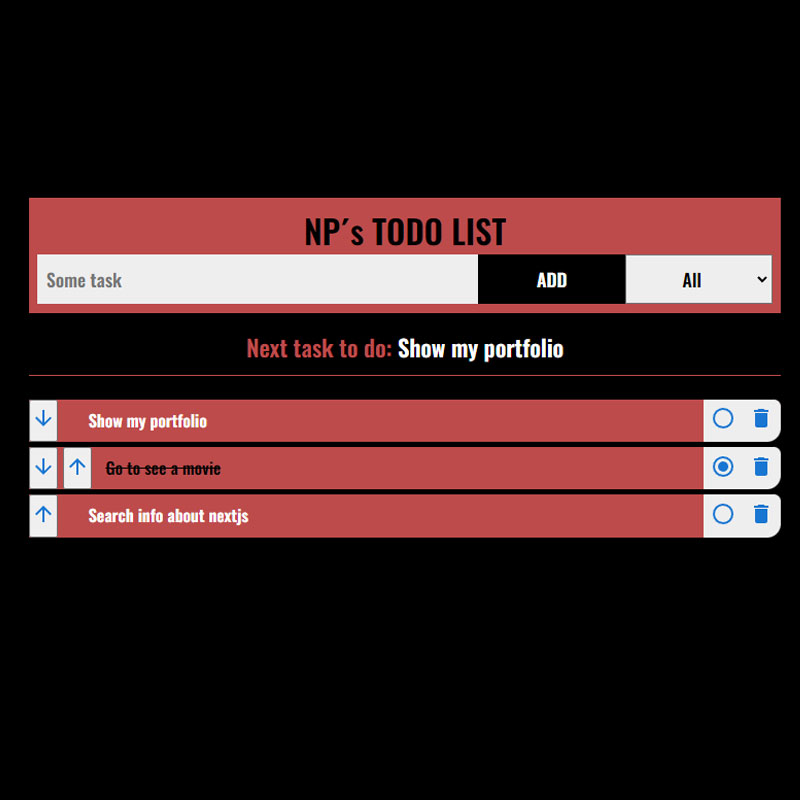 NP´s TODO LIST
Some task ADD All
Next task to do: Show my portfolio
Show my portfolio
Go to see a movie
Search info about nextjs